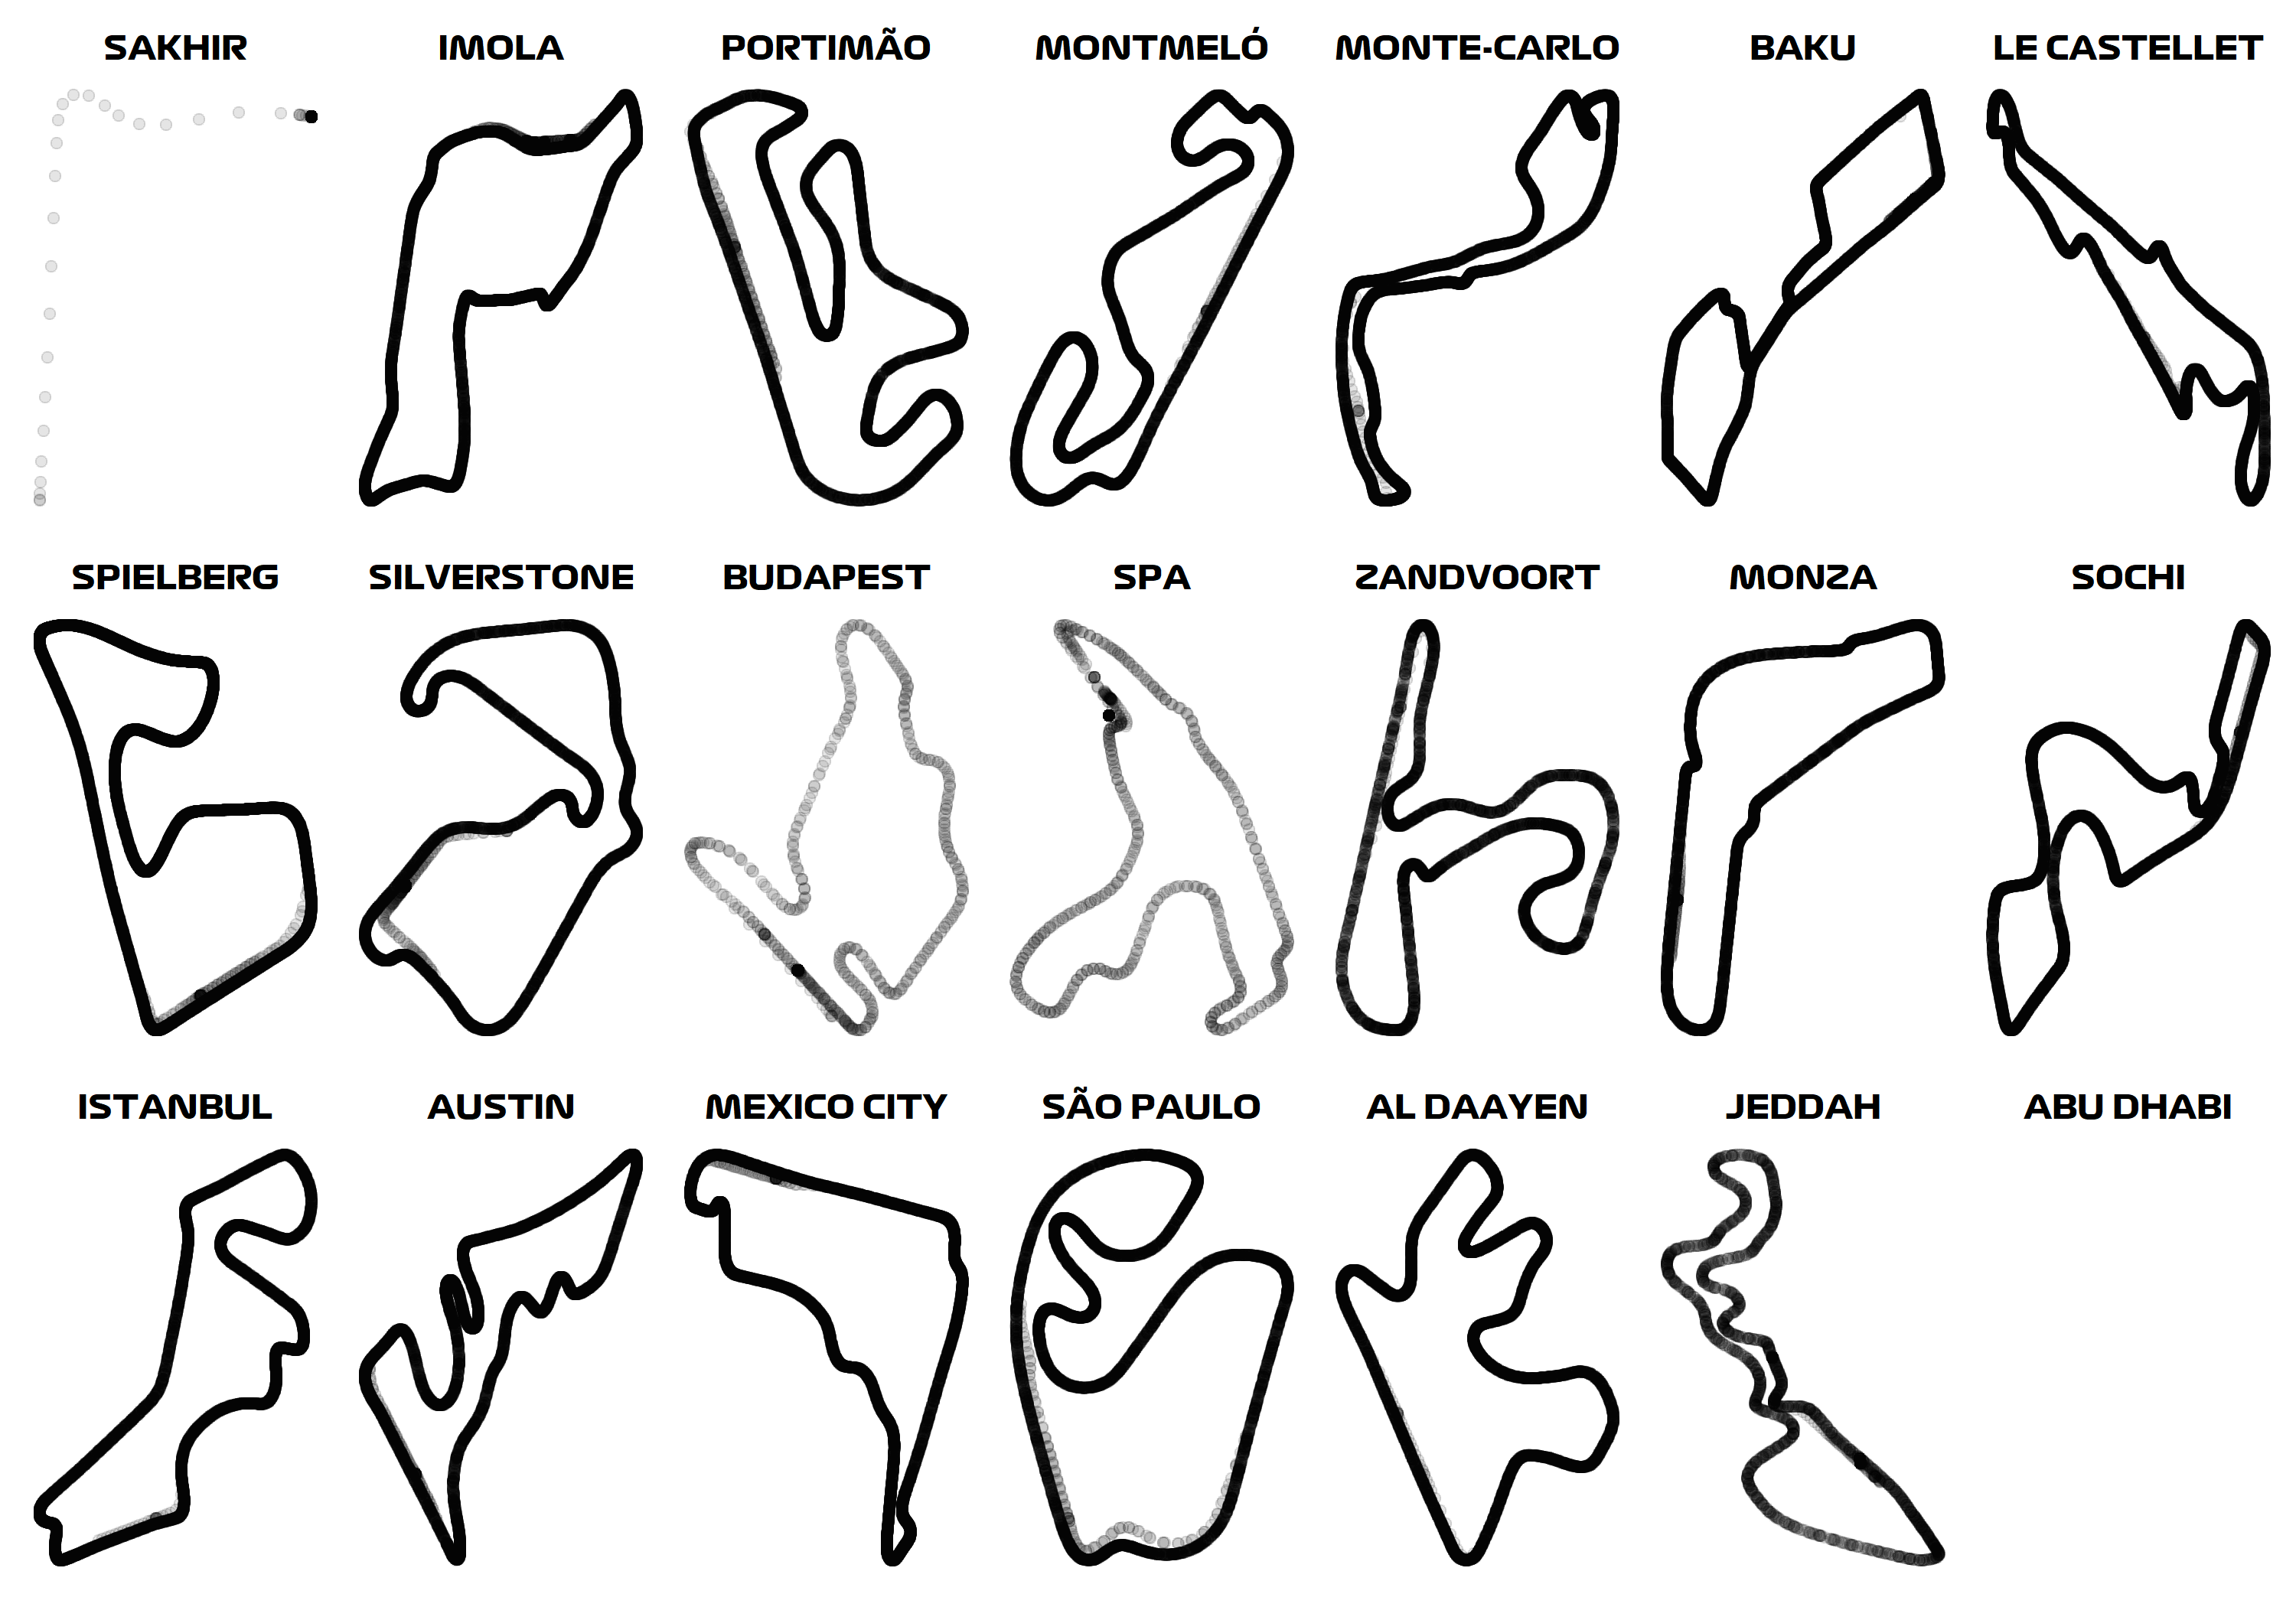 SAKHIR IMOLA PORTIMÃO MONTMELÓ MONTE-CARLO BAKU LE CASTELLET
SPIELBERG SILVERSTONE BUDAPEST SPA ZANDVOORT MONZA SOCHI
ISTANBUL AUSTIN MEXICO CITY SÃO PAULO AL DAAYEN JEDDAH ABU DHABI